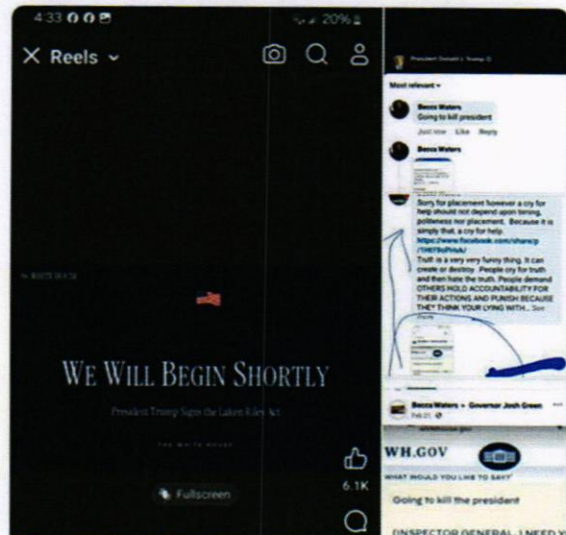 4:33
20%
Reels
WE WILL BEGIN SHORTLY
President Trump Signs the Laken Riley Act
THE WHITE HOUSE
Fullscreen
6.1K
President Donald J. Trump
Most relevant
Becca Waters
Going to kill president
Just now Like Reply
Becca Waters
Sorry for placement however a cry for
help should not depend upon timing,
politeness nor placement. Because it is
simply that, a cry for help.
https://www.facebook.com/share/p
Truth is a very very funny thing. It can
create or destroy. People cry for truth
and then hate the truth. People demand
OTHERS HOLD ACCOUNTABILITY FOR
THEIR ACTIONS AND PUNISH BECAUSE
THEY THINK YOUR LYING WITH... See
Becca Waters Governor Josh Green
Feb 21
WH.GOV
WHAT WOULD YOU LIKE TO SAY?
Going to kill the president
(INSPECTOR GENERAL, I NEED